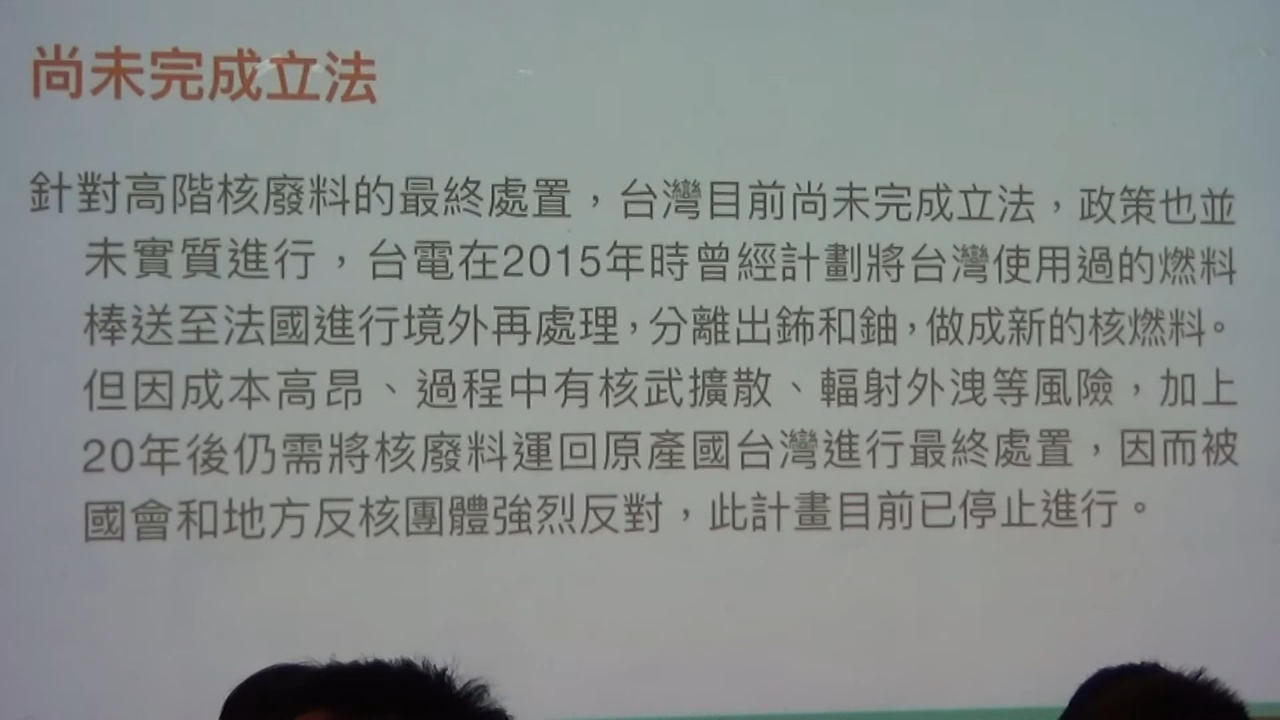 尚未完成立法
針對高階核廢料的最終處置，台灣目前尚未完成立法，政策也並
未實質進行，台電在2015年時曾經計劃將台灣使用過的燃料
棒送至法國進行境外再處理，分離出鈽和鈾，做成新的核燃料。
但因成本高昂、過程中有核武擴散、輻射外洩等風險，加上
20年後仍需將核廢料運回原產國台灣進行最終處置，因而被
國會和地方反核團體強烈反對，此計畫目前已停止進行。